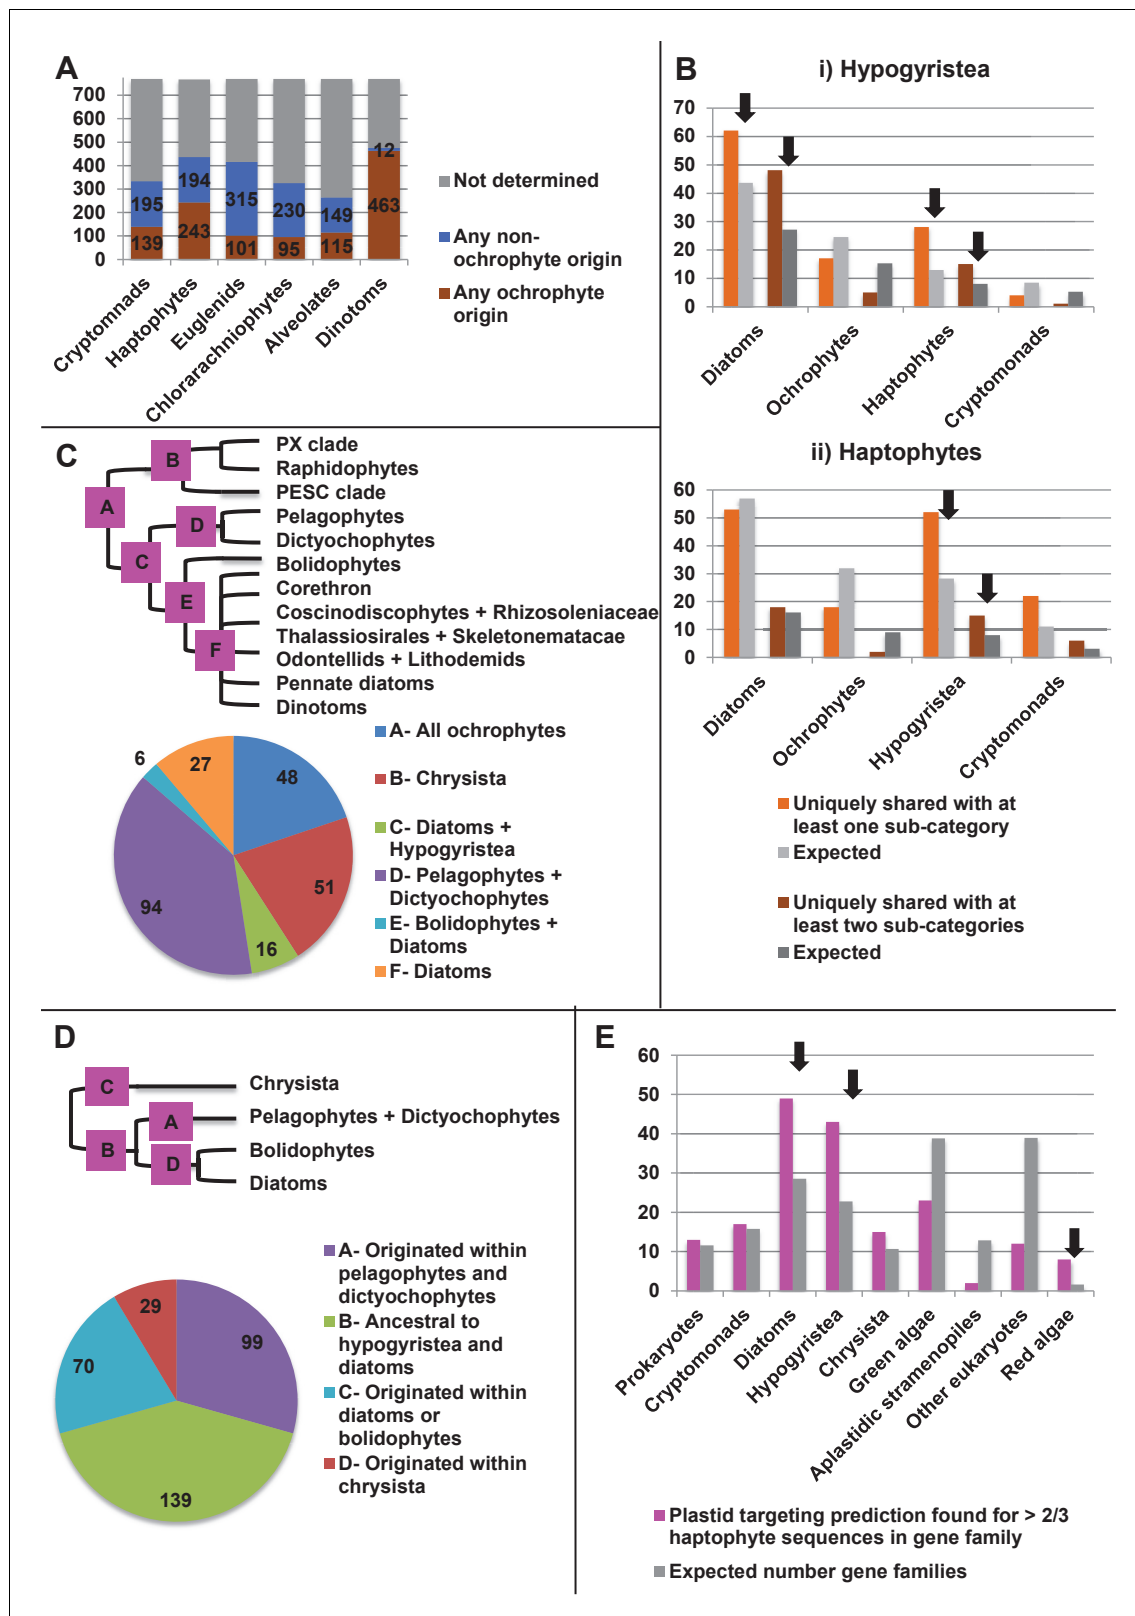 A
700
600
500
400
300
200
100
0
195
139
194
243
315
101
230
95
149
115
12
463
Cryptomnads
Haptophytes
Euglenids
Chlorarachniophytes
Alveolates
Dinotoms
Not determined
Any non-
ochrophyte origin
Any ochrophyte
origin
B
i) Hypogyristea
70
60
50
40
30
20
10
0
Diatoms
Ochrophytes
Haptophytes
Cryptomonads
ii) Haptophytes
60
50
40
30
20
10
0
Diatoms
Ochrophytes
Hypogyristea
Cryptomonads
Uniquely shared with at
least one sub-category
Expected
Uniquely shared with at
least two sub-categories
Expected
C
A
B
C
D
E
F
PX clade
Raphidophytes
PESC clade
Pelagophytes
Dictyochophytes
Bolidophytes
Corethron
Coscinodiscophytes + Rhizosoleniaceae
Thalassiosirales + Skeletonematacae
Odontellids + Lithodemids
Pennate diatoms
Dinotoms
6
27
48
51
16
94
A- All ochrophytes
B- Chrysista
C- Diatoms +
Hypogyristea
D- Pelagophytes +
Dictyochophytes
E- Bolidophytes +
Diatoms
F- Diatoms
D
C
A
B
D
Chrysista
Pelagophytes + Dictyochophytes
Bolidophytes
Diatoms
29
99
70
139
A- Originated within
pelagophytes and
dictyochophytes
B- Ancestral to
hypogyristea and
diatoms
C- Originated within
diatoms or
bolidophytes
D- Originated within
chrysista
E
60
50
40
30
20
10
0
Prokaryotes
Cryptomonads
Diatoms
Hypogyristea
Chrysista
Green algae
Aplastidic stramenopiles
Other eukaryotes
Red algae
Plastid targeting prediction found for > 2/3
haptophyte sequences in gene family
Expected number gene families